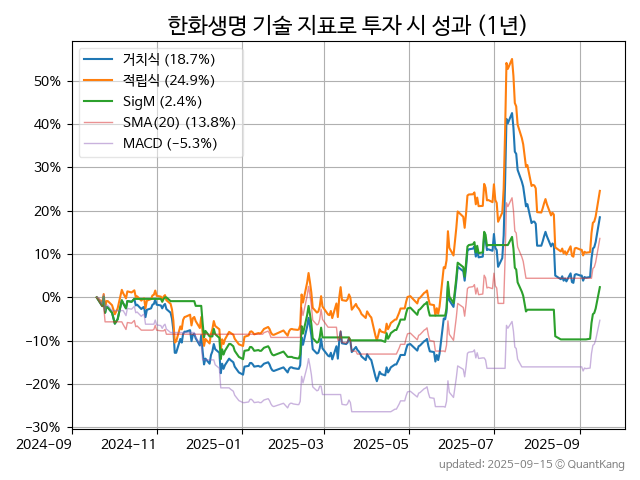 한화생명 기술 지표로 투자 시 성과 (1년)
거치식 (18.7%)
적립식 (24.9%)
SigM (2.4%)
SMA(20) (13.8%)
MACD (−5.3%)
50%
40%
30%
20%
10%
0%
−10%
−20%
−30%
2024-09 2024-11 2025-01 2025-03 2025-05 2025-07 2025-09
updated: 2025-09-15 © QuantKang